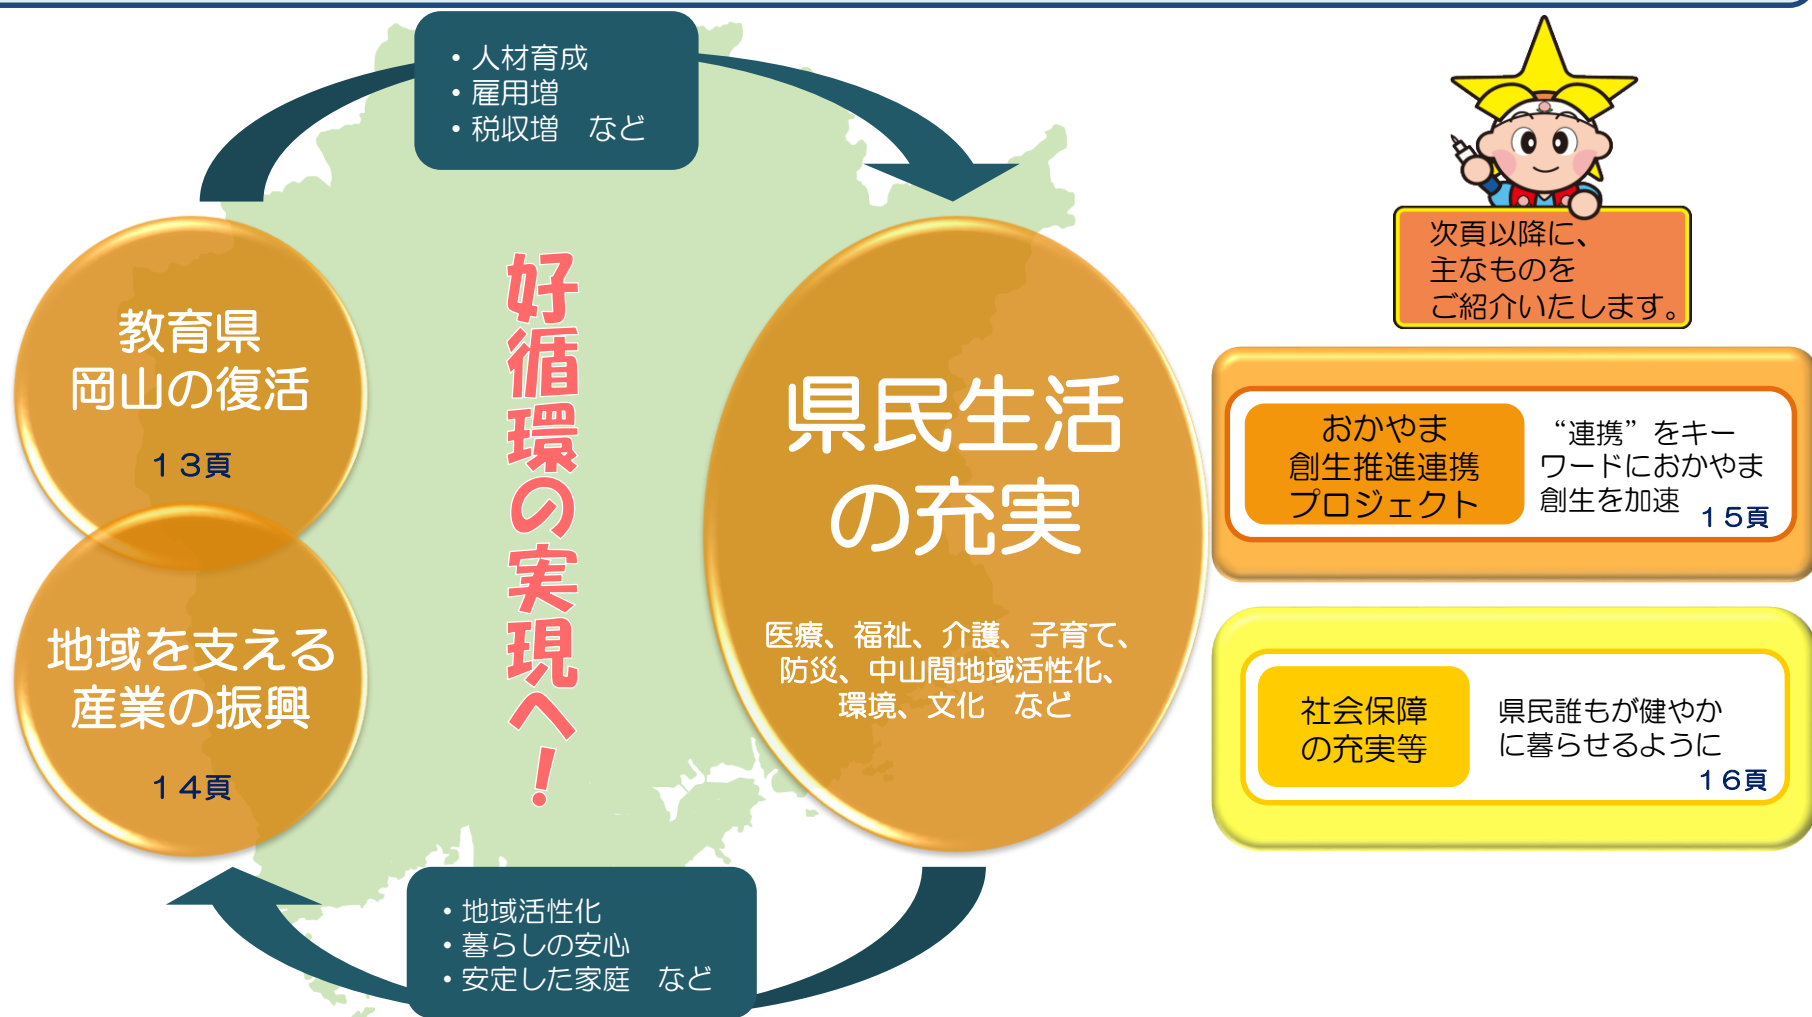 ・人材育成
・雇用増
・税収増　など
教育県
岡山の復活
１３頁
地域を支える
産業の振興
１４頁
好循環の実現へ！
県民生活
の充実
医療、福祉、介護、子育て、
防災、中山間地域活性化、
環境、文化　など
・地域活性化
・暮らしの安心
・安定した家庭　など
次頁以降に、
主なものを
ご紹介いたします。
おかやま
創生推進連携
プロジェクト
“連携”をキー
ワードにおかやま
創生を加速
１５頁
社会保障
の充実等
県民誰もが健やか
に暮らせるように
１６頁